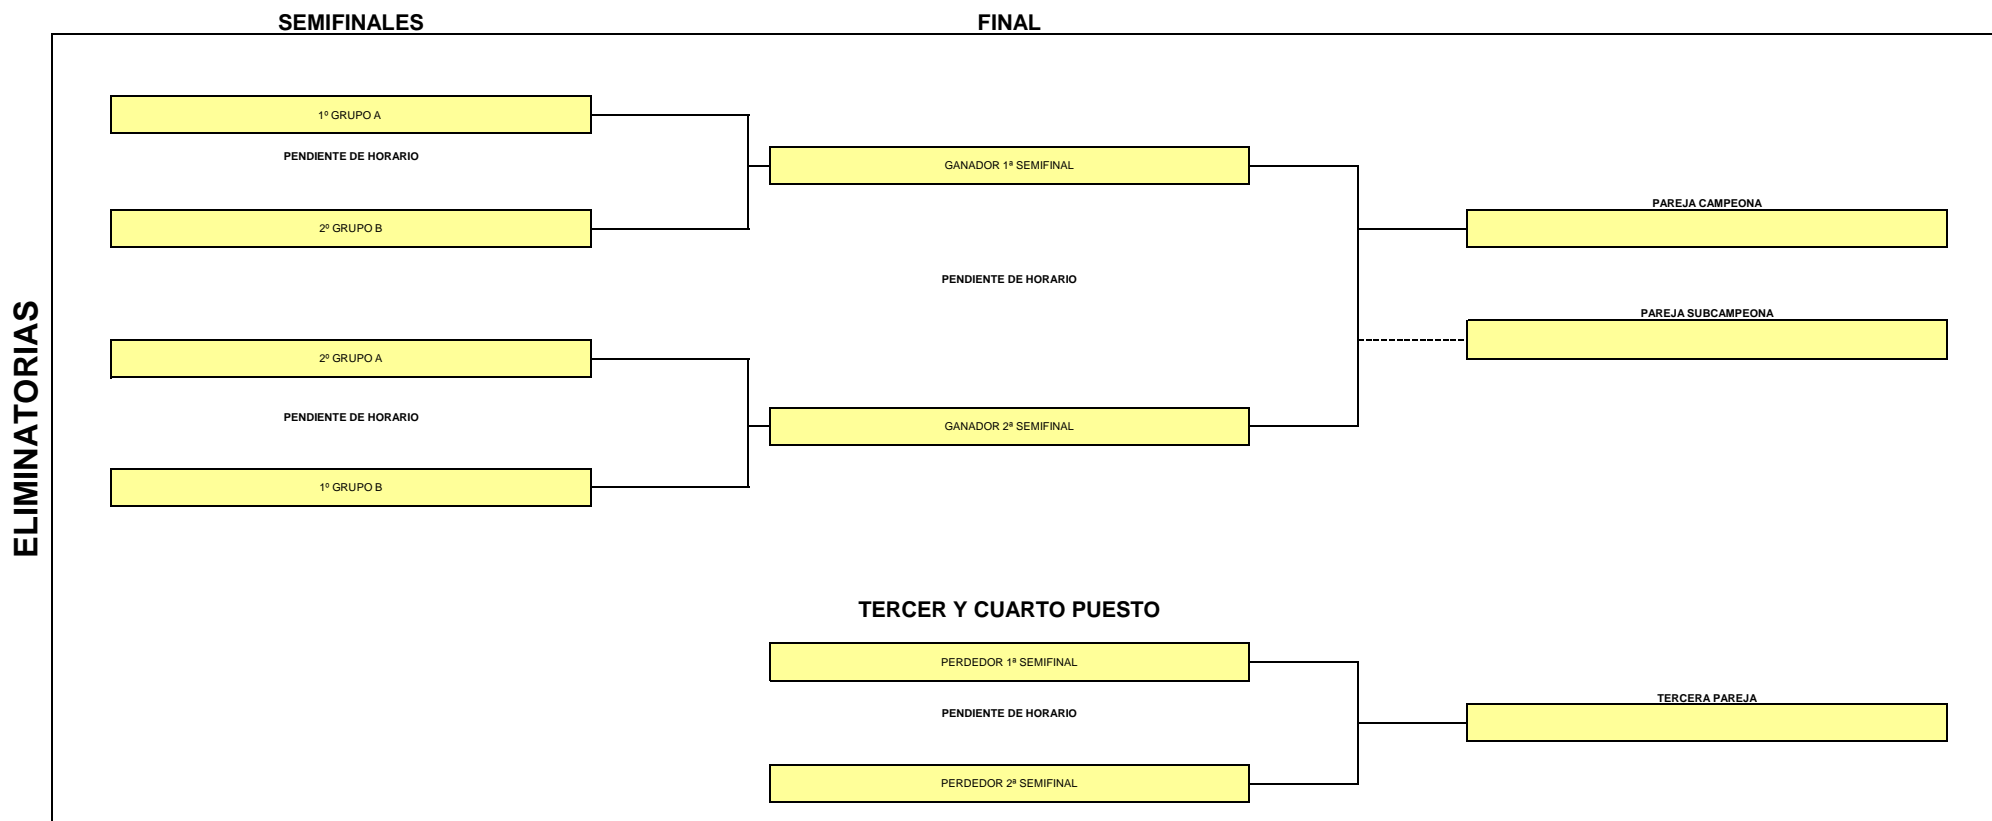 SEMIFINALES
FINAL
ELIMINATORIAS
1º GRUPO A
PENDIENTE DE HORARIO
GANADOR 1ª SEMIFINAL
PAREJA CAMPEONA
2º GRUPO B
PENDIENTE DE HORARIO
PAREJA SUBCAMPEONA
2º GRUPO A
PENDIENTE DE HORARIO
GANADOR 2ª SEMIFINAL
1º GRUPO B
TERCER Y CUARTO PUESTO
PERDEDOR 1ª SEMIFINAL
TERCERA PAREJA
PENDIENTE DE HORARIO
PERDEDOR 2ª SEMIFINAL